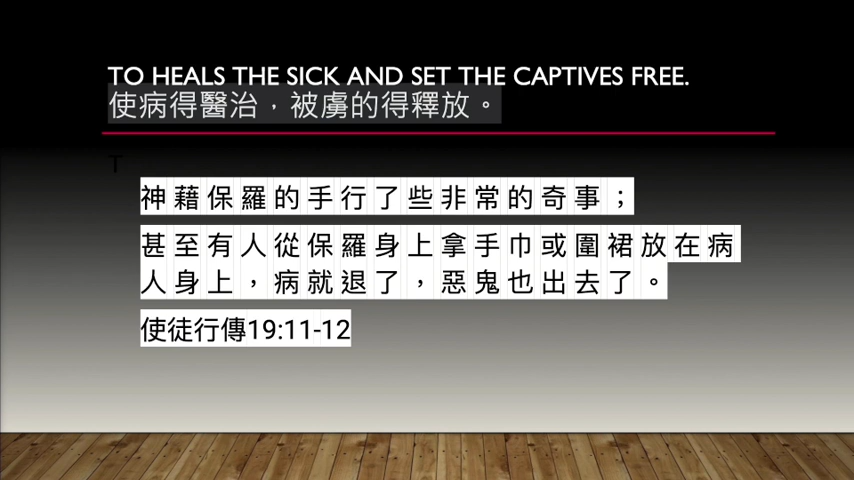 TO HEALS THE SICK AND SET THE CAPTIVES FREE.
使病得醫治，被虜的得釋放。
T
神藉保羅的手行了些非常的奇事；
甚至有人從保羅身上拿手巾或圍裙放在病
人身上，病就退了，惡鬼也出去了。
使徒行傳19:11-12